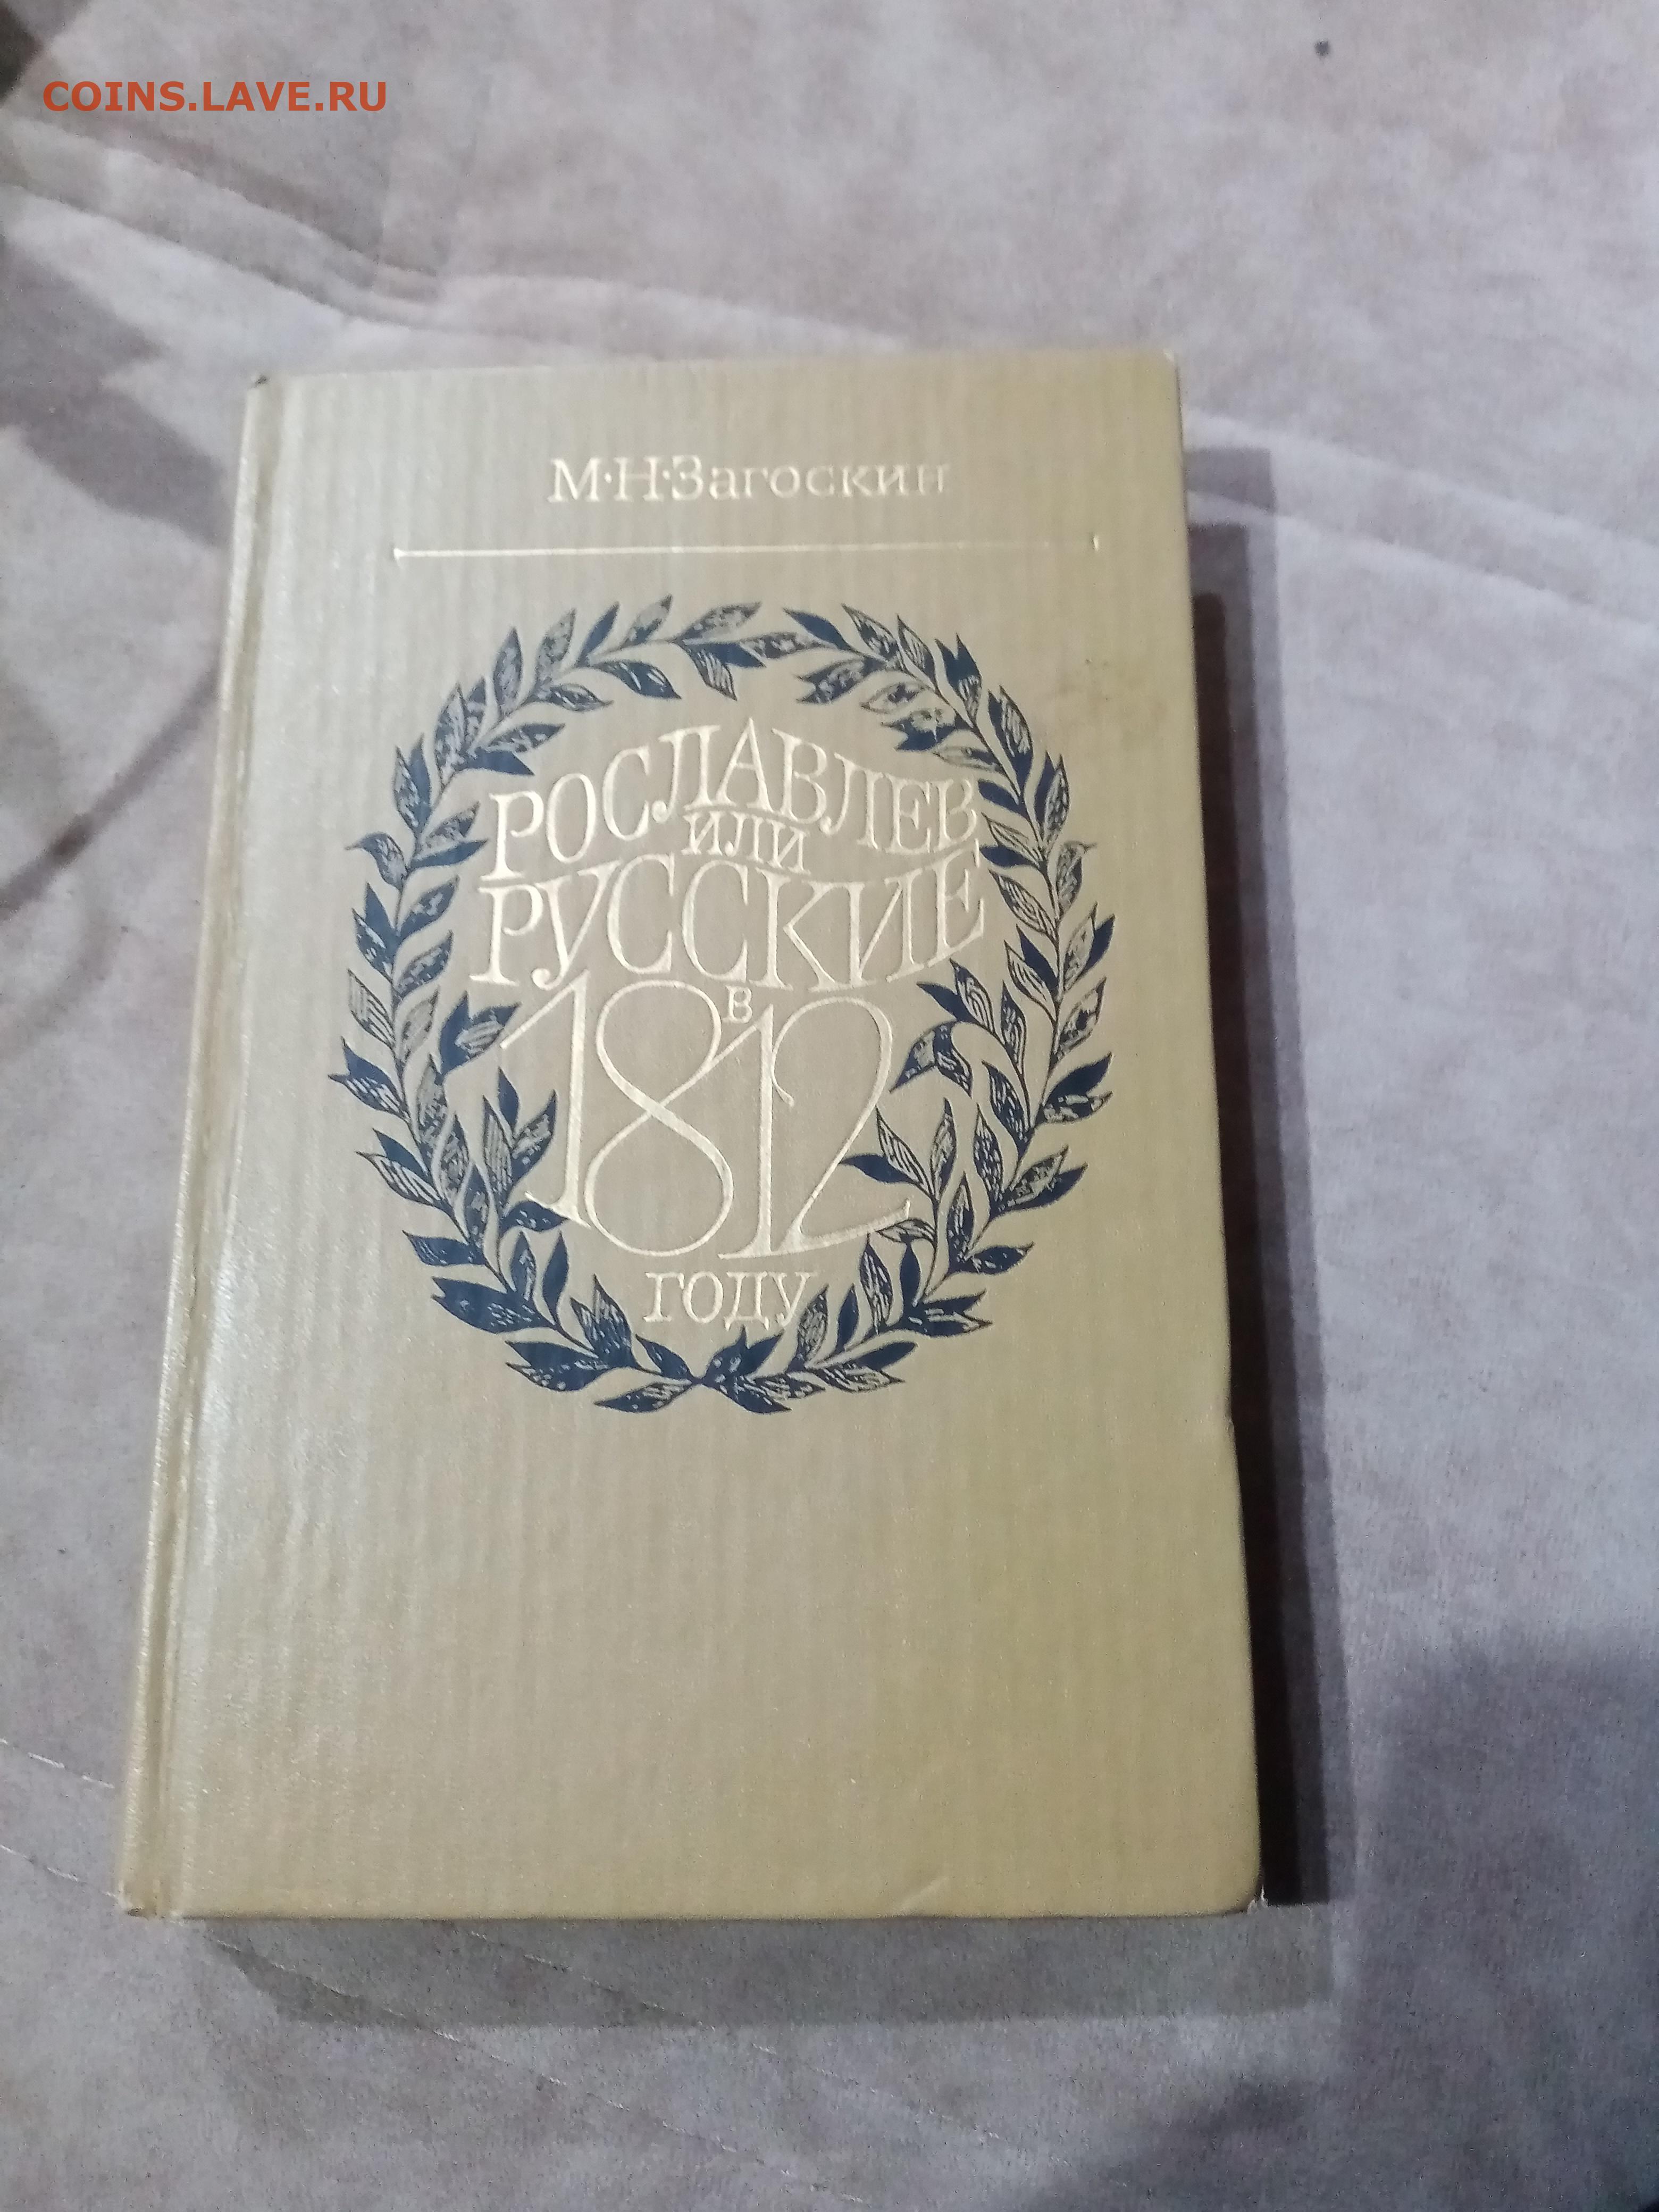 COINS.LAVE.RU
М·Н·Загоскин
РОСЛАВЛЕВ
ИЛИ
РУССКИЕ
В
1812
ГОДУ